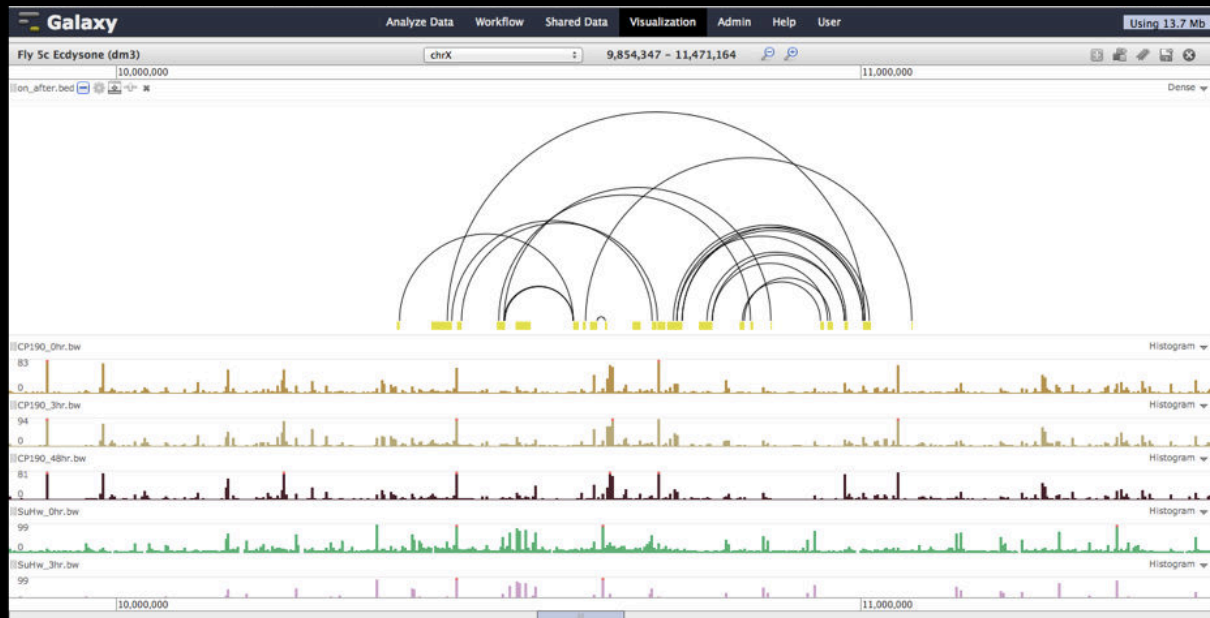 Galaxy Analyze Data Workflow Shared Data Visualization Admin Help User Using 13.7 Mb
Fly 5c Ecdysone (dm3) chrX 9,854,347 - 11,471,164
10,000,000 11,000,000
on_after.bed Dense
CP190_0hr.bw Histogram
83
0
CP190_3hr.bw Histogram
94
0
CP190_48hr.bw Histogram
81
0
SuHw_0hr.bw Histogram
99
0
SuHw_3hr.bw Histogram
99
10,000,000 11,000,000